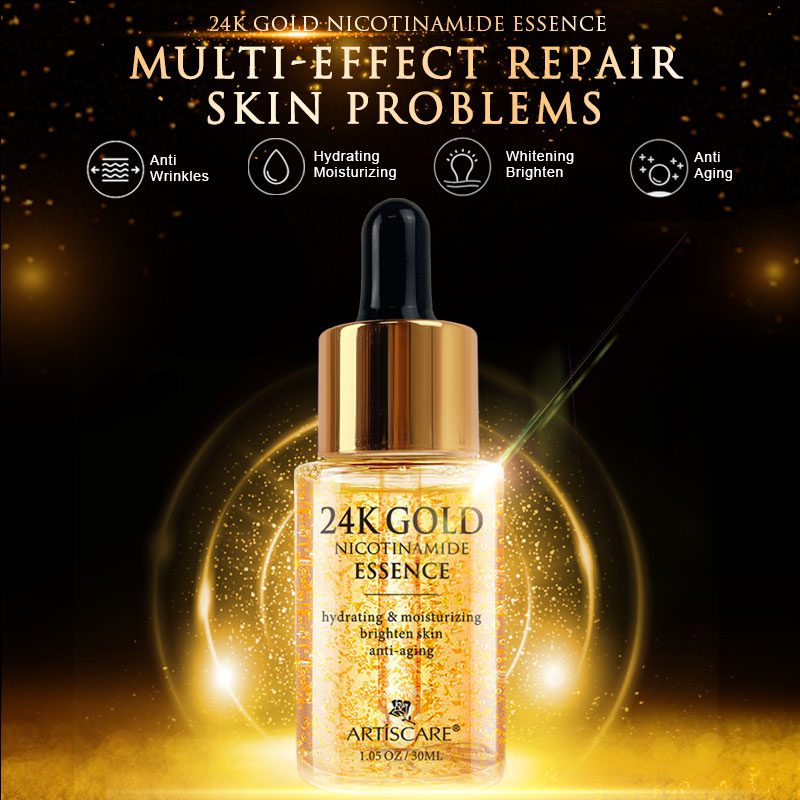 24K GOLD NICOTINAMIDE ESSENCE
MULTI-EFFECT REPAIR
SKIN PROBLEMS
Anti
Wrinkles
Hydrating
Moisturizing
Whitening
Brighten
Anti
Aging
24K GOLD
NICOTINAMIDE
ESSENCE
hydrating & moisturizing
brighten skin
anti-aging
ARTISCARE®
1.05 OZ / 30ML